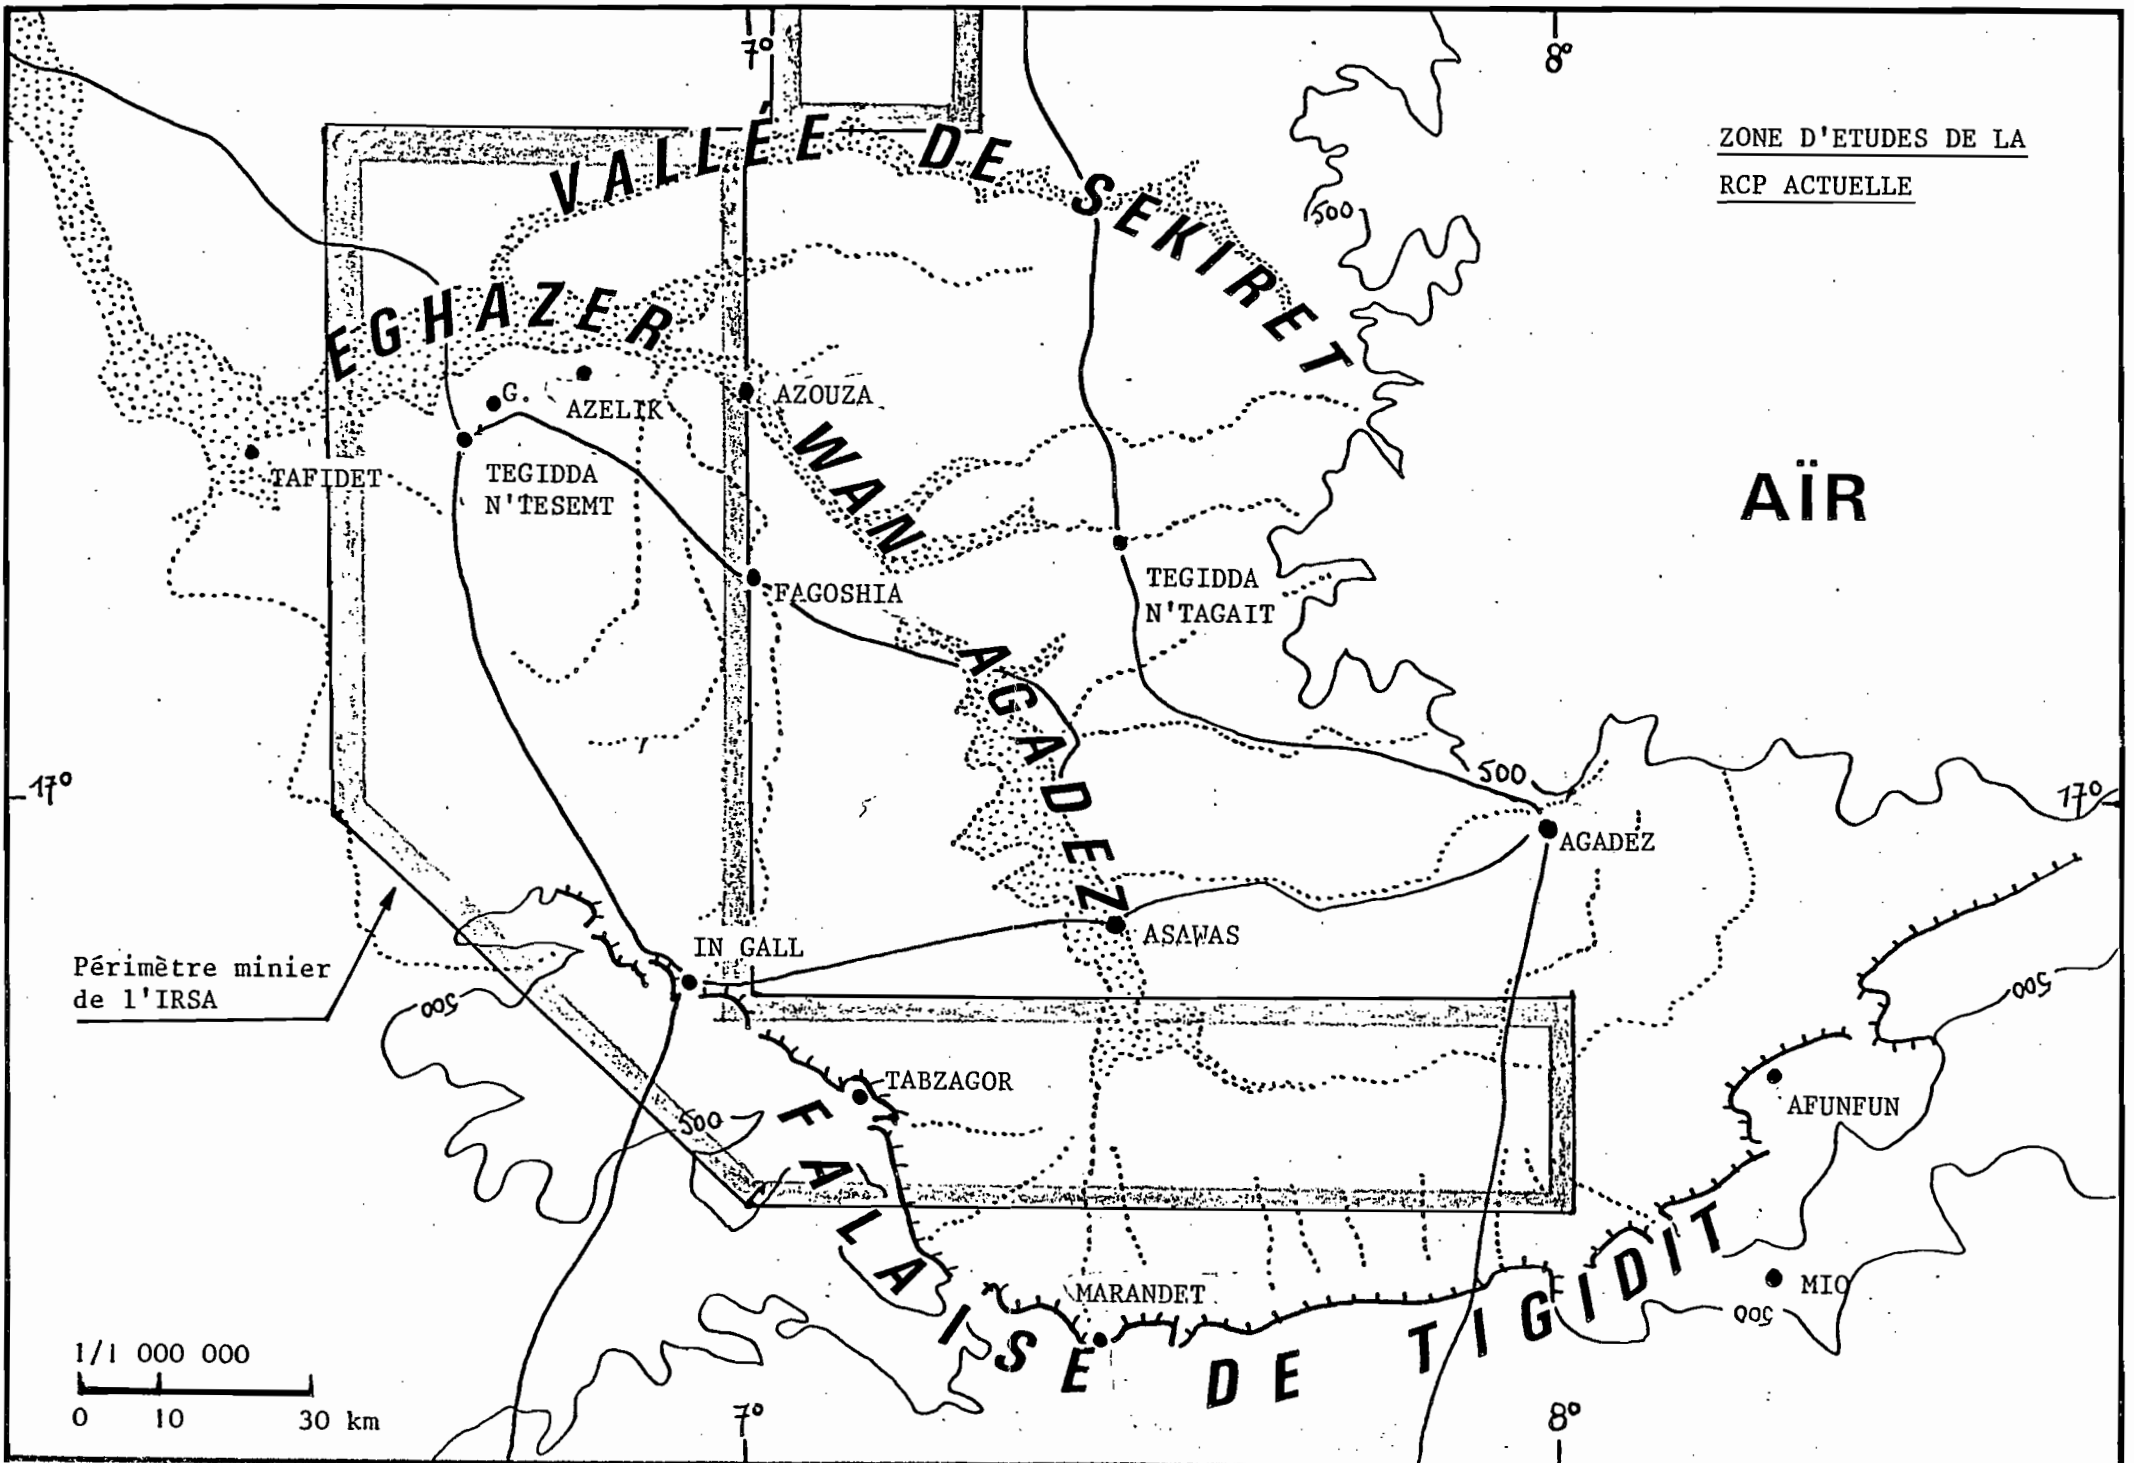 7°
8°
ZONE D'ETUDES DE LA
RCP ACTUELLE
VALLÉE DE SEKIRET
500
EGHAZER WAN AGADEZ
G.
AZELIK
AZOUZA
TAFIDET
TEGIDDA
N'TESEMT
AÏR
FAGOSHIA
TEGIDDA
N'TAGAIT
17°
500
17°
AGADEZ
ASAWAS
IN GALL
Périmètre minier
de l'IRSA
500
500
TABZAGOR
500
AFUNFUN
FALAISE DE TIGIDIT
MARANDET
MIO
500
1/1 000 000
0 10 30 km
7°
8°